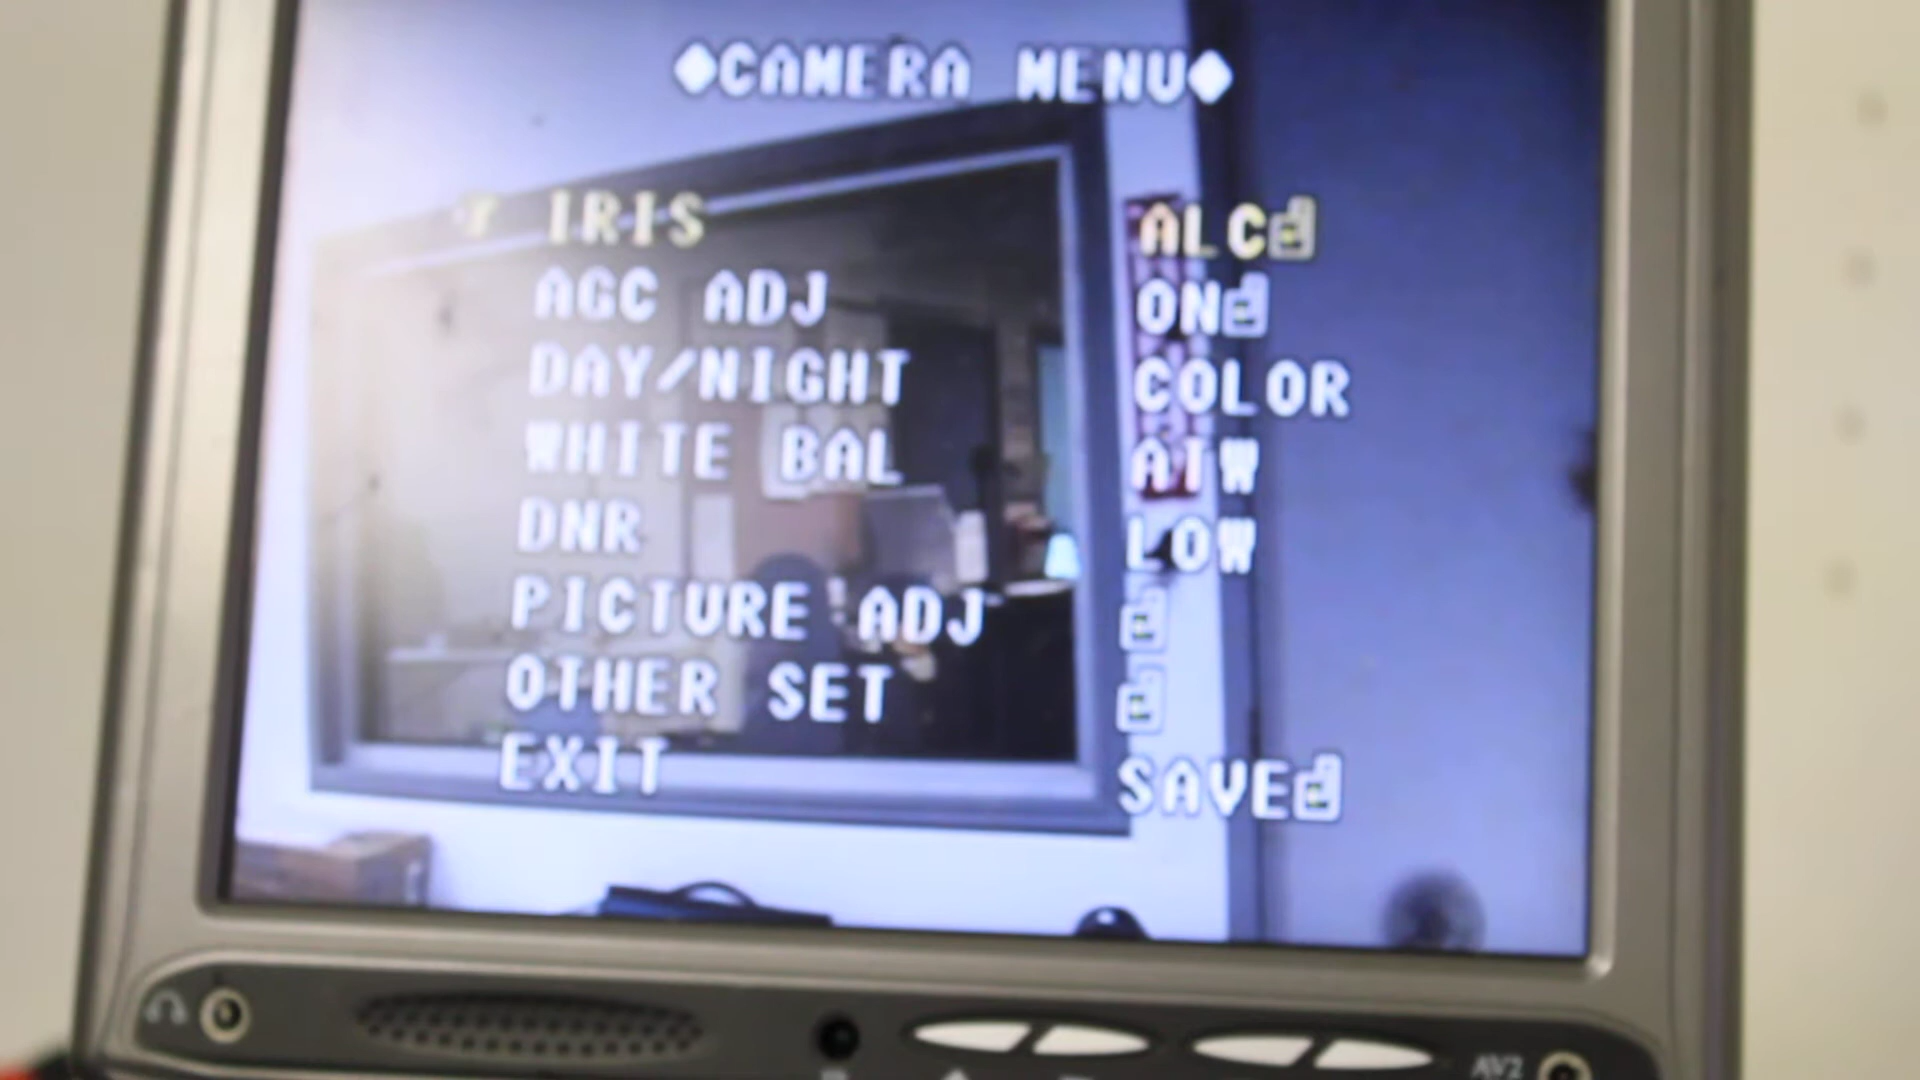 ◆CAMERA MENU◆
IRIS ALC
AGC ADJ ON
DAY/NIGHT COLOR
WHITE BAL ATW
DNR LOW
PICTURE ADJ
OTHER SET
EXIT SAVE
AV2